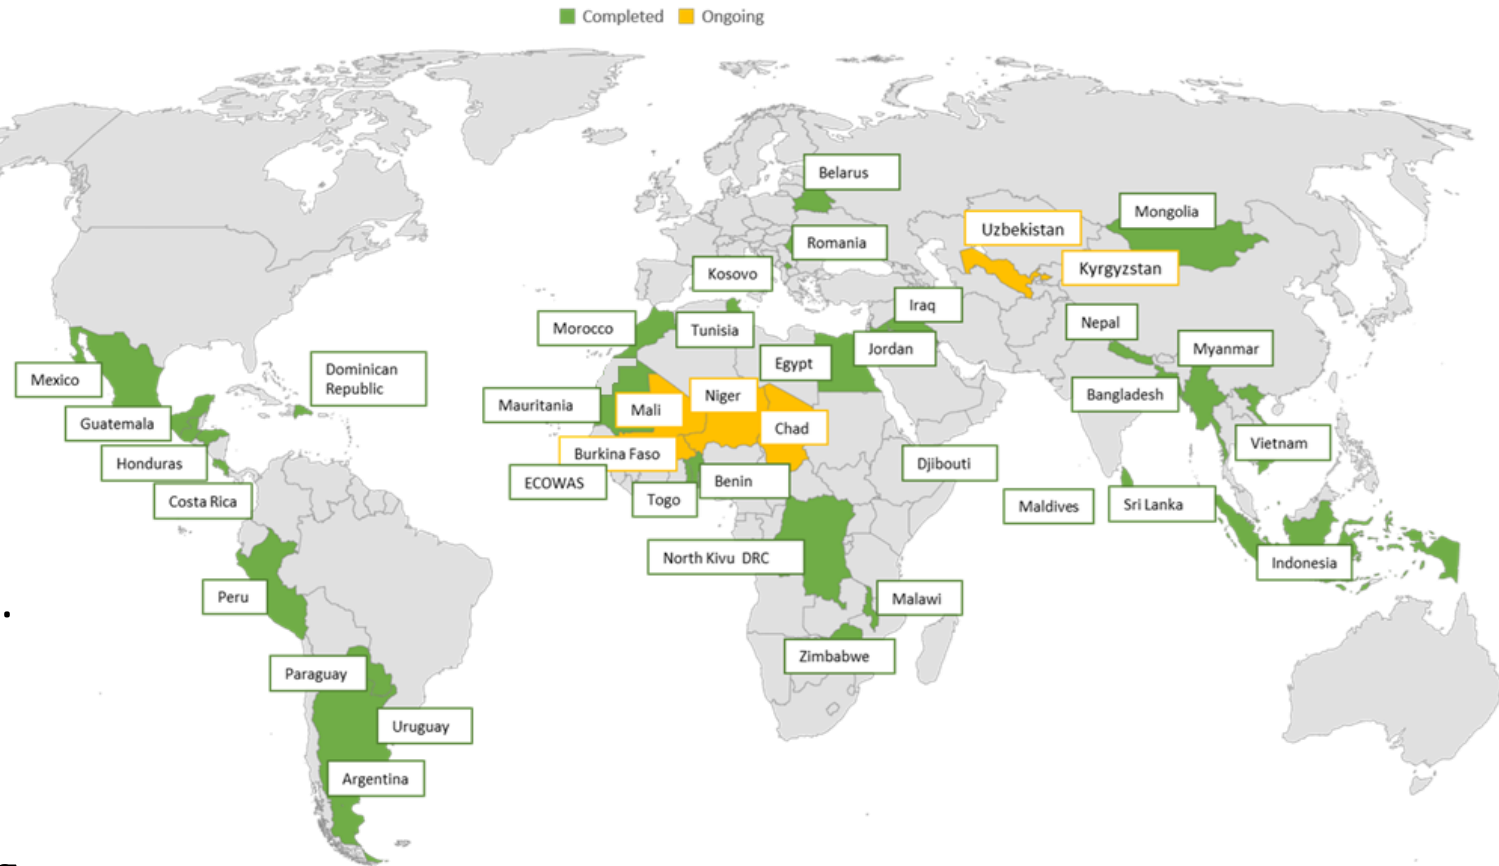 Completed Ongoing
Belarus
Mongolia
Uzbekistan
Romania
Kyrgyzstan
Kosovo
Iraq
Morocco
Tunisia
Nepal
Jordan
Myanmar
Egypt
Mexico
Dominican
Republic
Niger
Bangladesh
Mauritania
Mali
Guatemala
Chad
Vietnam
Burkina Faso
Honduras
Djibouti
ECOWAS
Benin
Togo
Costa Rica
Maldives
Sri Lanka
North Kivu DRC
Indonesia
Peru
Malawi
Zimbabwe
Paraguay
Uruguay
Argentina
.